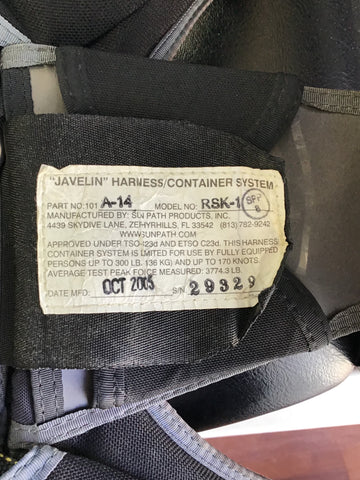 "JAVELIN" HARNESS/CONTAINER SYSTEM
PART NO:101 A-14 MODEL NO: RSK-1
MANUFACTURED BY: SUN PATH PRODUCTS, INC.
4439 SKYDIVE LANE, ZEPHYRHILLS, FL 33542 (813) 782-9242
WWW.SUNPATH.COM
APPROVED UNDER TSO-C23d AND ETSO C23d. THIS HARNESS
CONTAINER SYSTEM IS LIMITED FOR USE BY FULLY EQUIPPED
PERSONS UP TO 300 LB.(136 KG) AND UP TO 170 KNOTS.
AVERAGE TEST PEAK FORCE MEASURED: 3774.3 LB.
DATE MFD: OCT 2005 S/N 29329